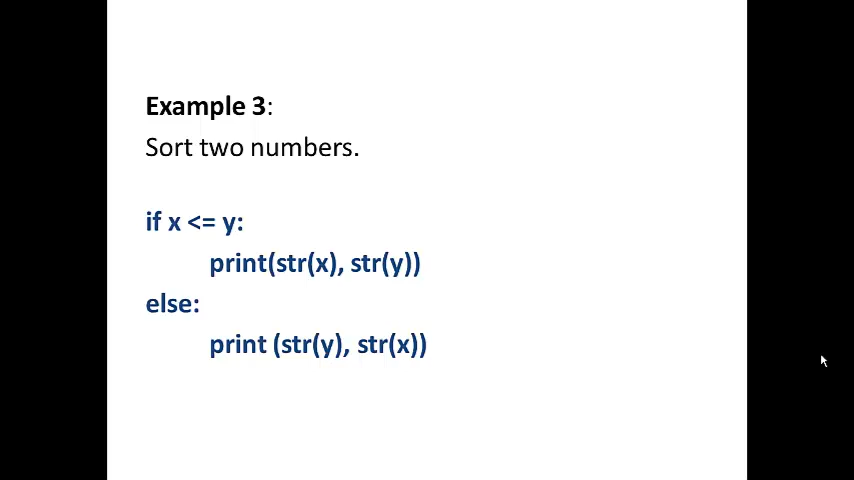 Example 3:
Sort two numbers.
if x <= y:
print(str(x), str(y))
else:
print (str(y), str(x))